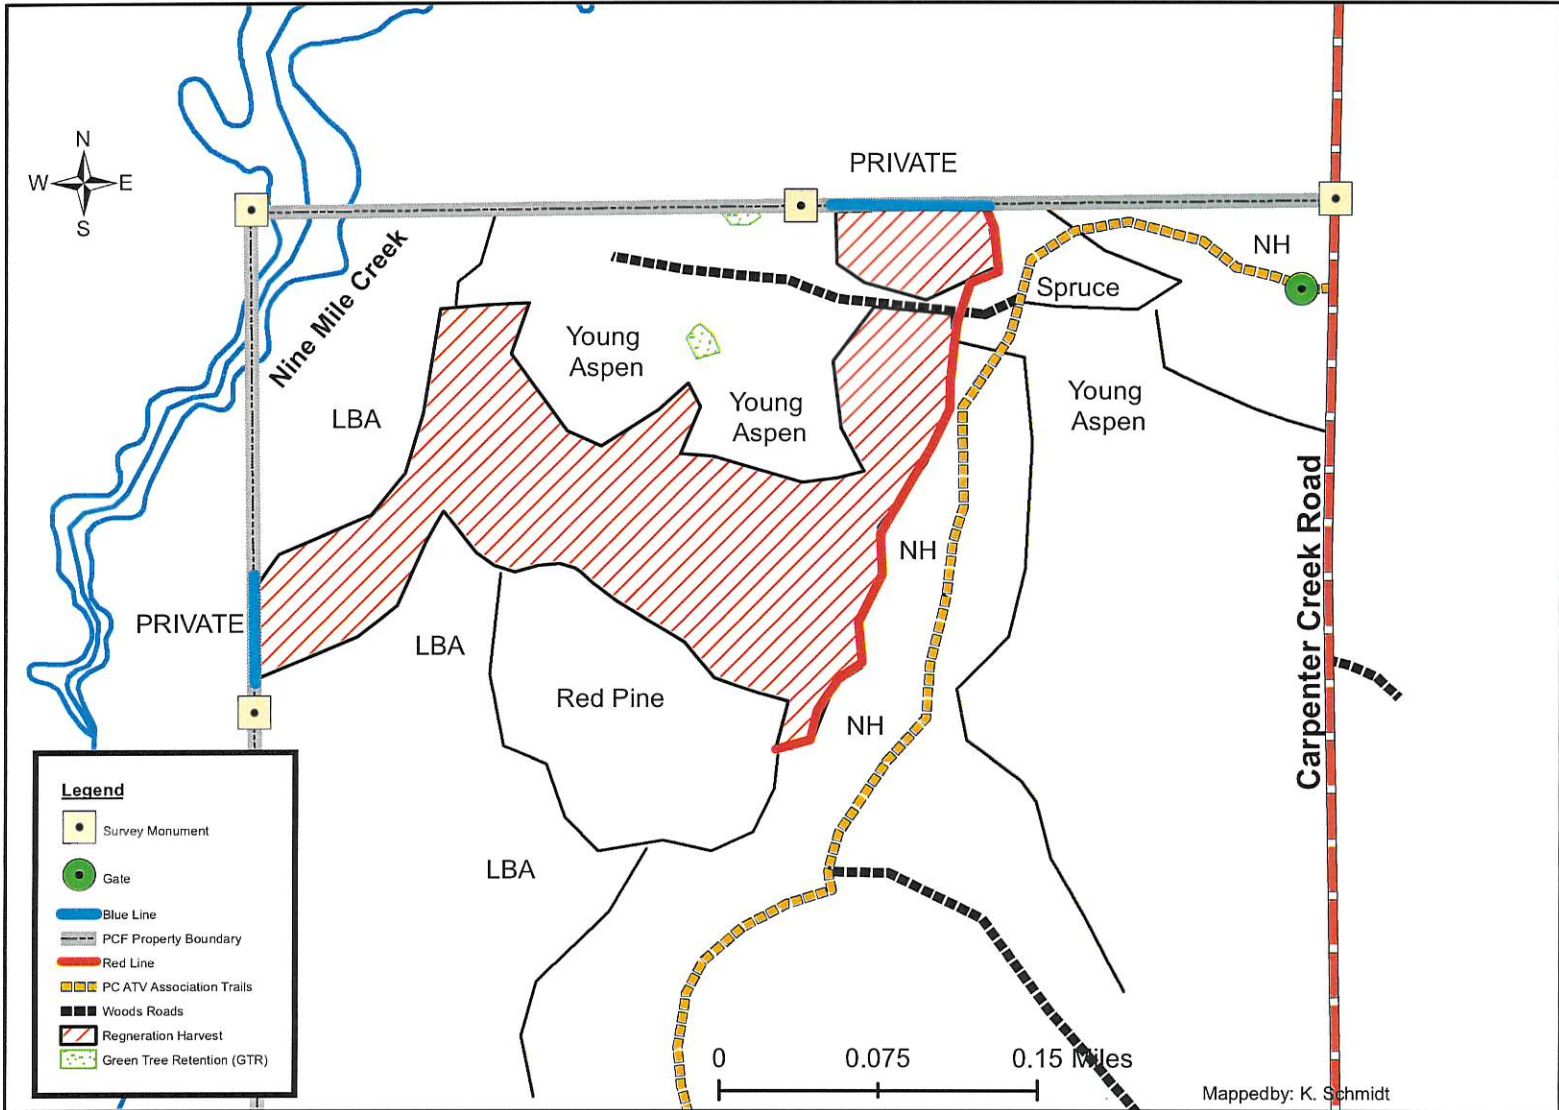 N
W E
S
PRIVATE
NH
Nine Mile Creek
Spruce
Young
Aspen
Young
Aspen
Young
Aspen
LBA
NH
Carpenter Creek Road
PRIVATE
LBA
Red Pine
NH
LBA
Legend
Survey Monument
Gate
Blue Line
PCF Property Boundary
Red Line
PC ATV Association Trails
Woods Roads
Regneration Harvest
Green Tree Retention (GTR)
0 0.075 0.15 Miles
Mappedby: K. Schmidt